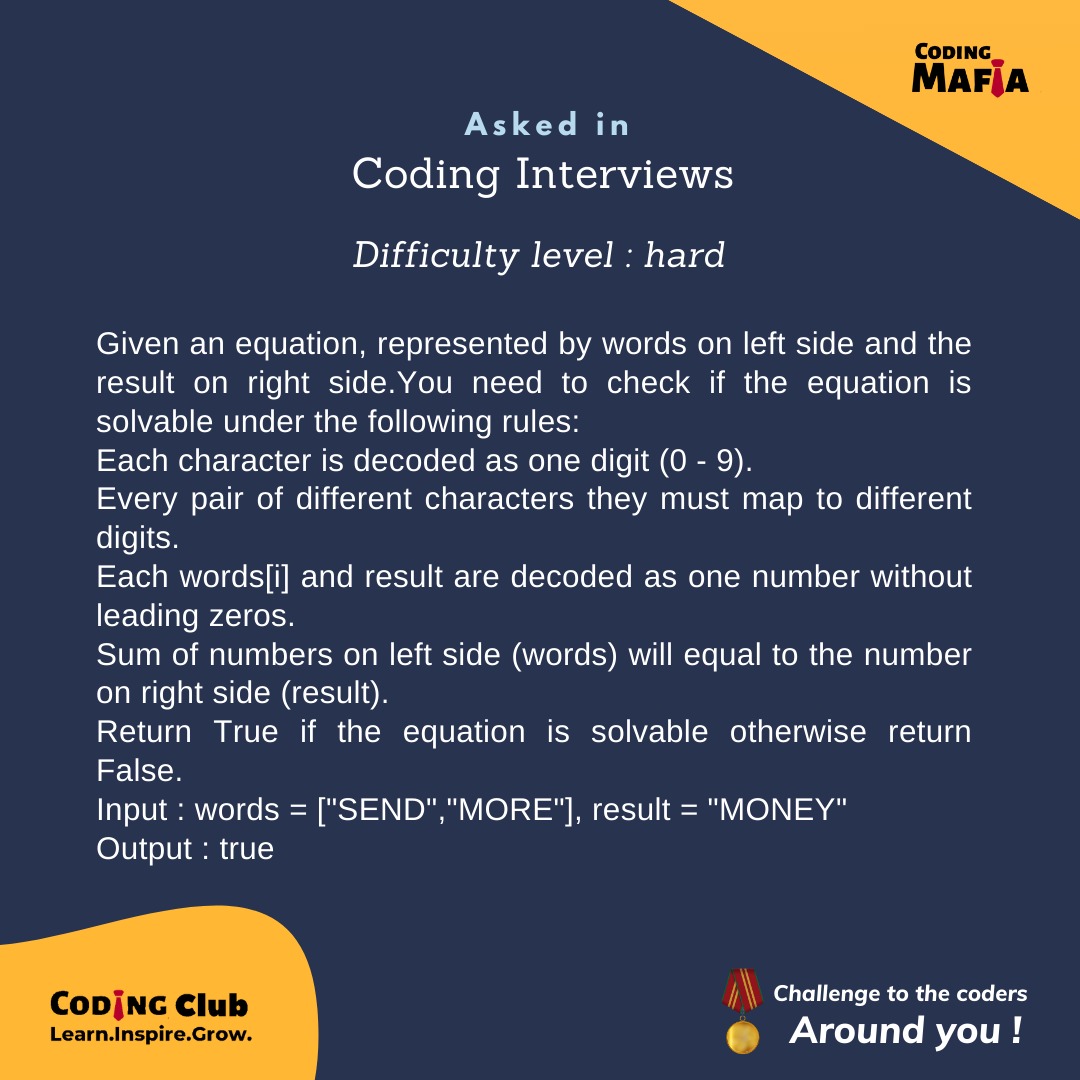 CODING
MAFIA
Asked in
Coding Interviews
Difficulty level : hard
Given an equation, represented by words on left side and the
result on right side.You need to check if the equation is
solvable under the following rules:
Each character is decoded as one digit (0 - 9).
Every pair of different characters they must map to different
digits.
Each words[i] and result are decoded as one number without
leading zeros.
Sum of numbers on left side (words) will equal to the number
on right side (result).
Return True if the equation is solvable otherwise return
False.
Input : words = ["SEND","MORE"], result = "MONEY"
Output : true
CODING Club
Learn.Inspire.Grow.
Challenge to the coders
Around you !